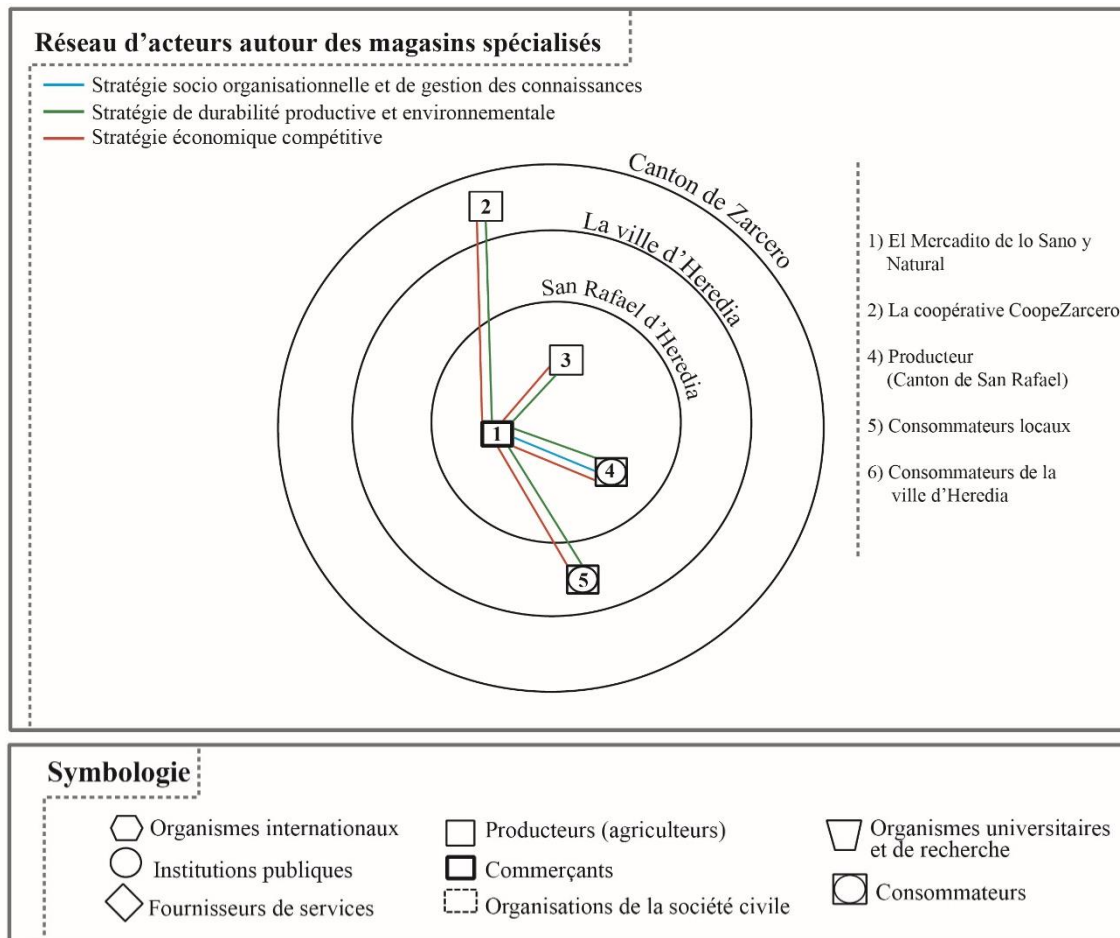 Réseau d’acteurs autour des magasins spécialisés
Stratégie socio organisationnelle et de gestion des connaissances
Stratégie de durabilité productive et environnementale
Stratégie économique compétitive
Canton de Zarcero
La ville d’Heredia
San Rafael d’Heredia
2
3
1
4
5
1) El Mercadito de lo Sano y
Natural
2) La coopérative CoopeZarcero
4) Producteur
(Canton de San Rafael)
5) Consommateurs locaux
6) Consommateurs de la
ville d’Heredia
Symbologie
Organismes internationaux
Institutions publiques
Fournisseurs de services
Producteurs (agriculteurs)
Commerçants
Organisations de la société civile
Organismes universitaires
et de recherche
Consommateurs